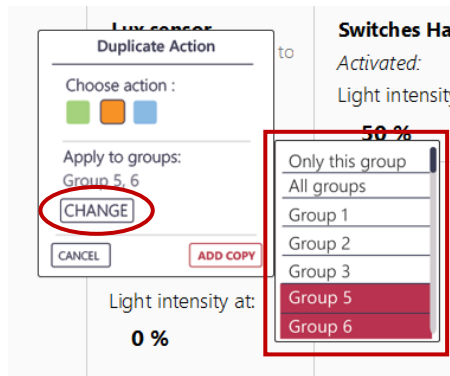 Lux sensor
Duplicate Action
to
Choose action :
Apply to groups:
Group 5, 6
CHANGE
CANCEL
ADD COPY
Light intensity at:
0 %
Switches Ha
Activated:
Light intensity
50 %
Only this group
All groups
Group 1
Group 2
Group 3
Group 5
Group 6